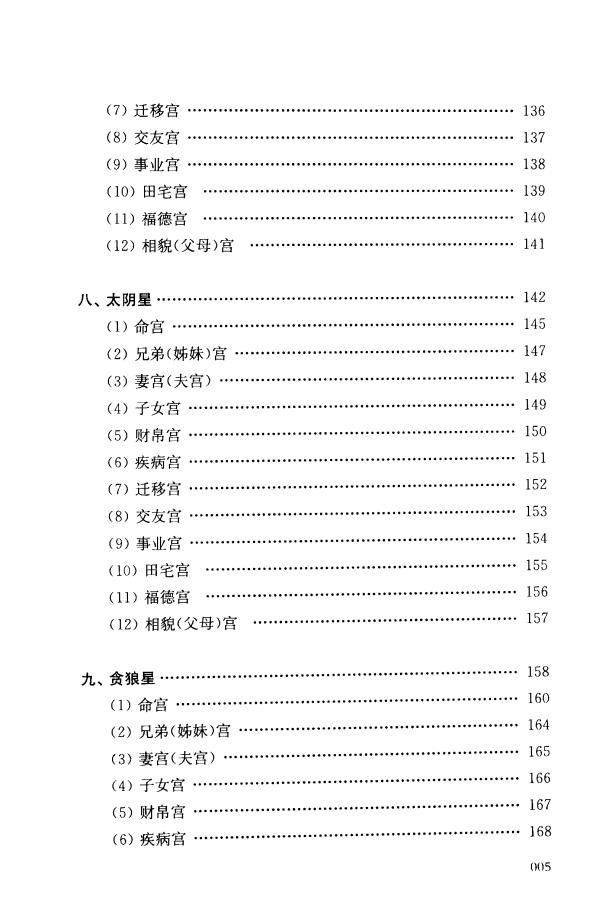 (7) 迁移宫 …………………………………………………… 136
(8) 交友宫 …………………………………………………… 137
(9) 事业宫 …………………………………………………… 138
(10) 田宅宫 …………………………………………………… 139
(11) 福德宫 …………………………………………………… 140
(12) 相貌(父母)宫 …………………………………………… 141
八、太阴星 …………………………………………………… 142
(1) 命宫 …………………………………………………… 145
(2) 兄弟(姊妹)宫 …………………………………………… 147
(3) 妻宫(夫宫) …………………………………………… 148
(4) 子女宫 …………………………………………………… 149
(5) 财帛宫 …………………………………………………… 150
(6) 疾病宫 …………………………………………………… 151
(7) 迁移宫 …………………………………………………… 152
(8) 交友宫 …………………………………………………… 153
(9) 事业宫 …………………………………………………… 154
(10) 田宅宫 …………………………………………………… 155
(11) 福德宫 …………………………………………………… 156
(12) 相貌(父母)宫 …………………………………………… 157
九、贪狼星 …………………………………………………… 158
(1) 命宫 …………………………………………………… 160
(2) 兄弟(姊妹)宫 …………………………………………… 164
(3) 妻宫(夫宫) …………………………………………… 165
(4) 子女宫 …………………………………………………… 166
(5) 财帛宫 …………………………………………………… 167
(6) 疾病宫 …………………………………………………… 168
005